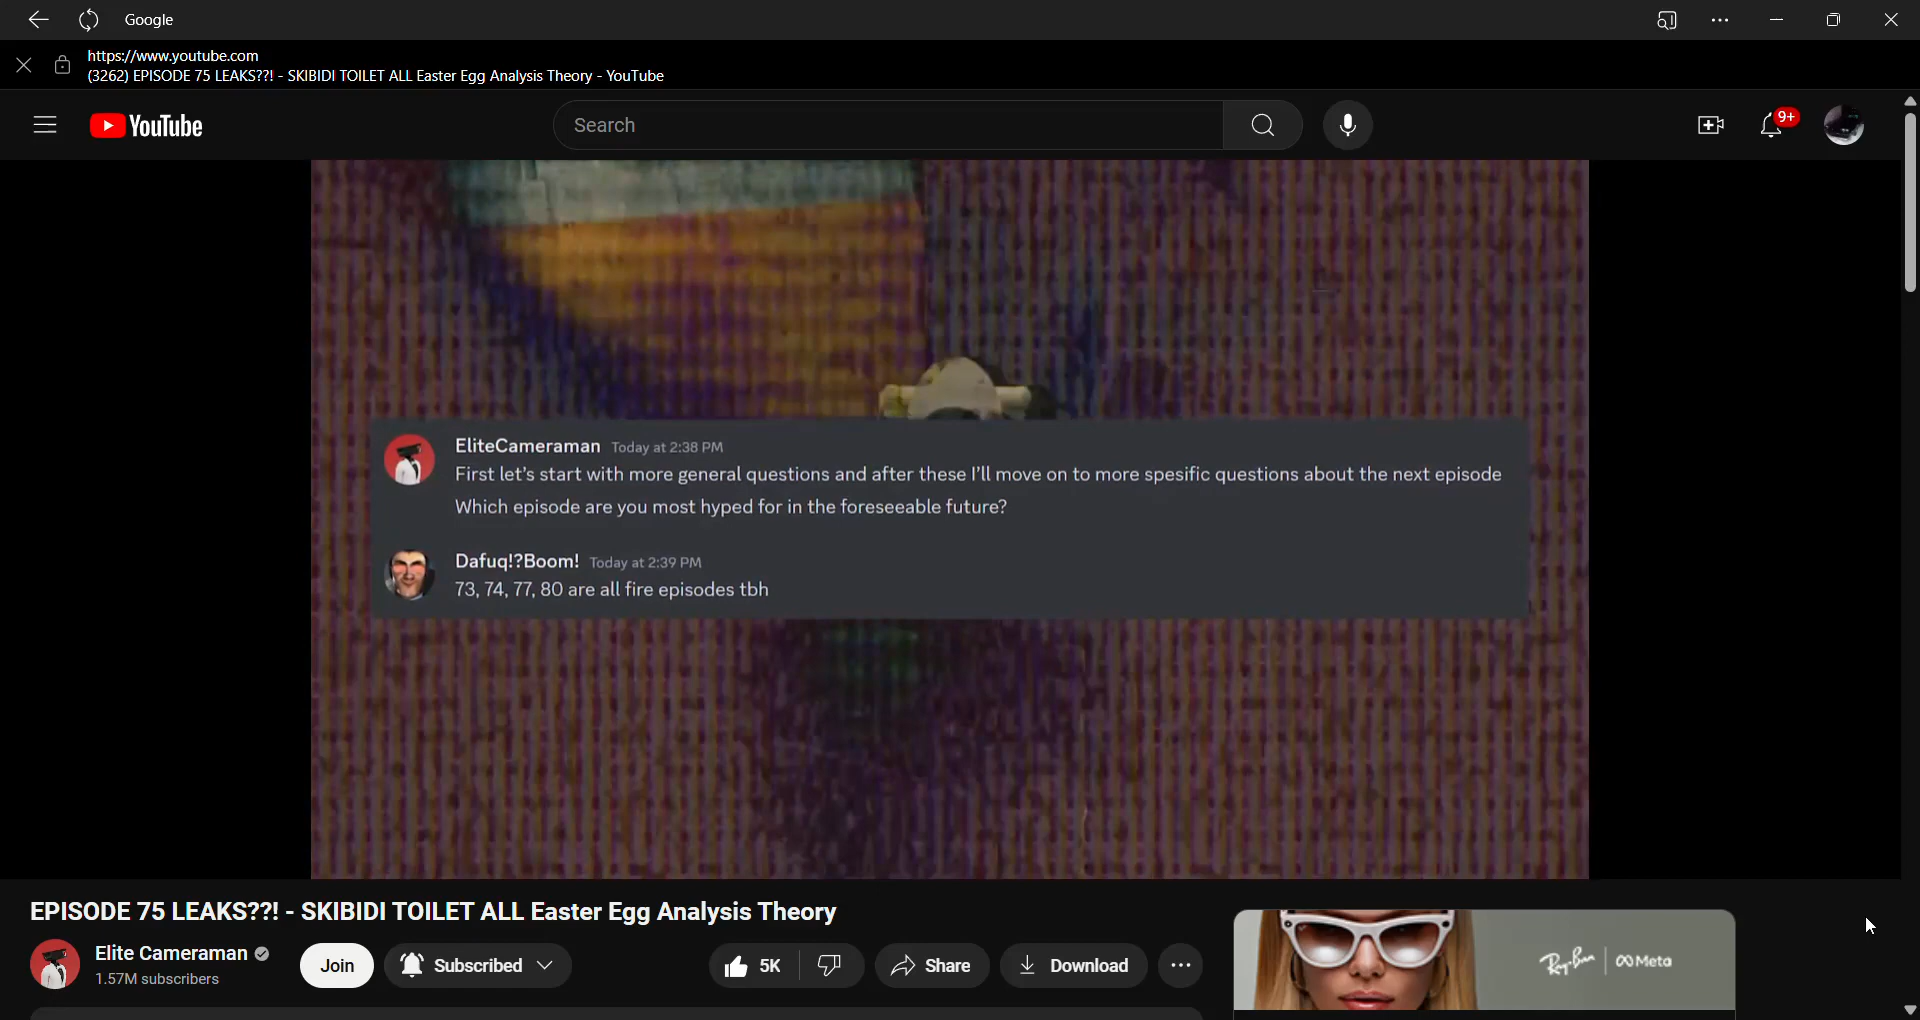 Google
https://www.youtube.com
(3262) EPISODE 75 LEAKS??! - SKIBIDI TOILET ALL Easter Egg Analysis Theory - YouTube
YouTube
Search
9+
EliteCameraman Today at 2:38 PM
First let's start with more general questions and after these I'll move on to more spesific questions about the next episode
Which episode are you most hyped for in the foreseeable future?
Dafuq!?Boom! Today at 2:39 PM
73, 74, 77, 80 are all fire episodes tbh
EPISODE 75 LEAKS??! - SKIBIDI TOILET ALL Easter Egg Analysis Theory
Elite Cameraman
1.57M subscribers
Join
Subscribed
5K
Share
Download
Ray-Ban | Meta